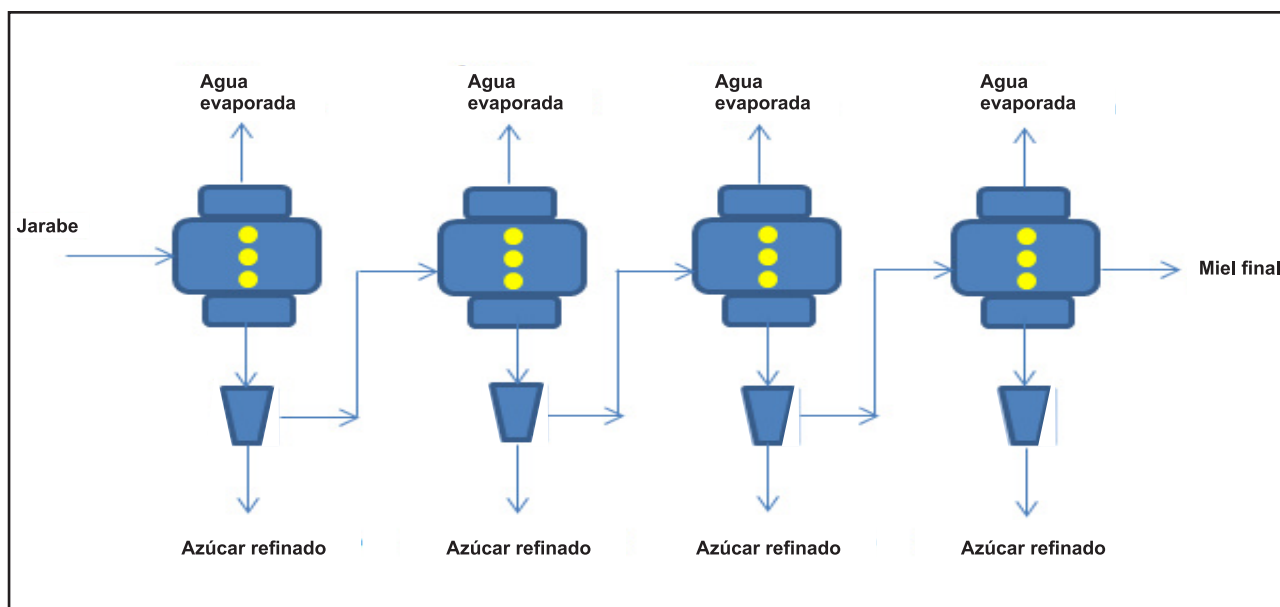 Agua
evaporada
Agua
evaporada
Agua
evaporada
Agua
evaporada
Jarabe
Miel final
Azúcar refinado
Azúcar refinado
Azúcar refinado
Azúcar refinado